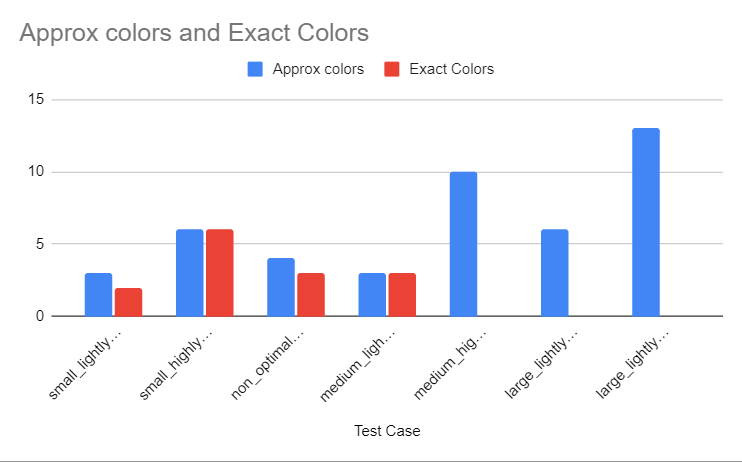 Approx colors and Exact Colors
Approx colors
Exact Colors
15
10
5
0
small_lightly…
small_highly…
non_optimal…
medium_ligh…
medium_hig…
large_lightly…
large_lightly…
Test Case